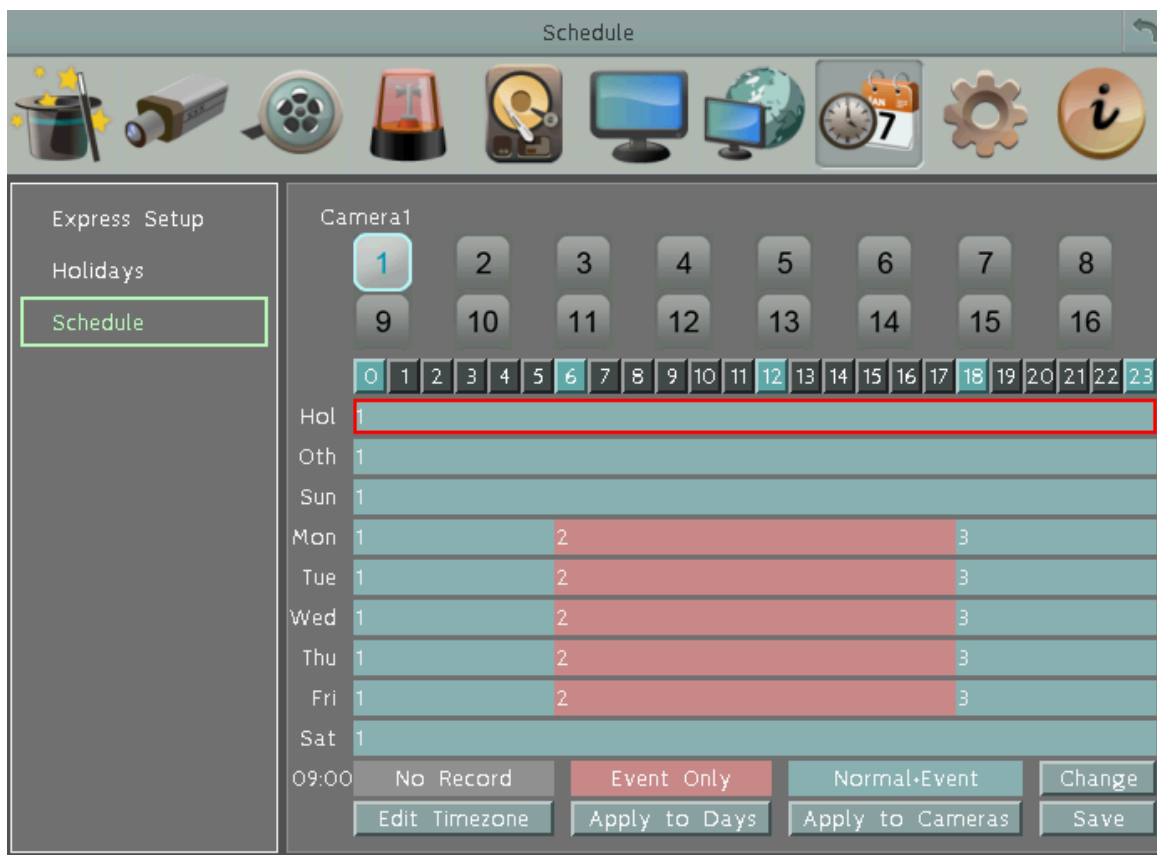 Schedule
JAN
7
i
Express Setup
Holidays
Schedule
Camera1
1 2 3 4 5 6 7 8
9 10 11 12 13 14 15 16
0 1 2 3 4 5 6 7 8 9 10 11 12 13 14 15 16 17 18 19 20 21 22 23
Hol 1
Oth 1
Sun 1
Mon 1 2 3
Tue 1 2 3
Wed 1 2 3
Thu 1 2 3
Fri 1 2 3
Sat 1
09:00 No Record Event Only Normal+Event Change
Edit Timezone Apply to Days Apply to Cameras Save